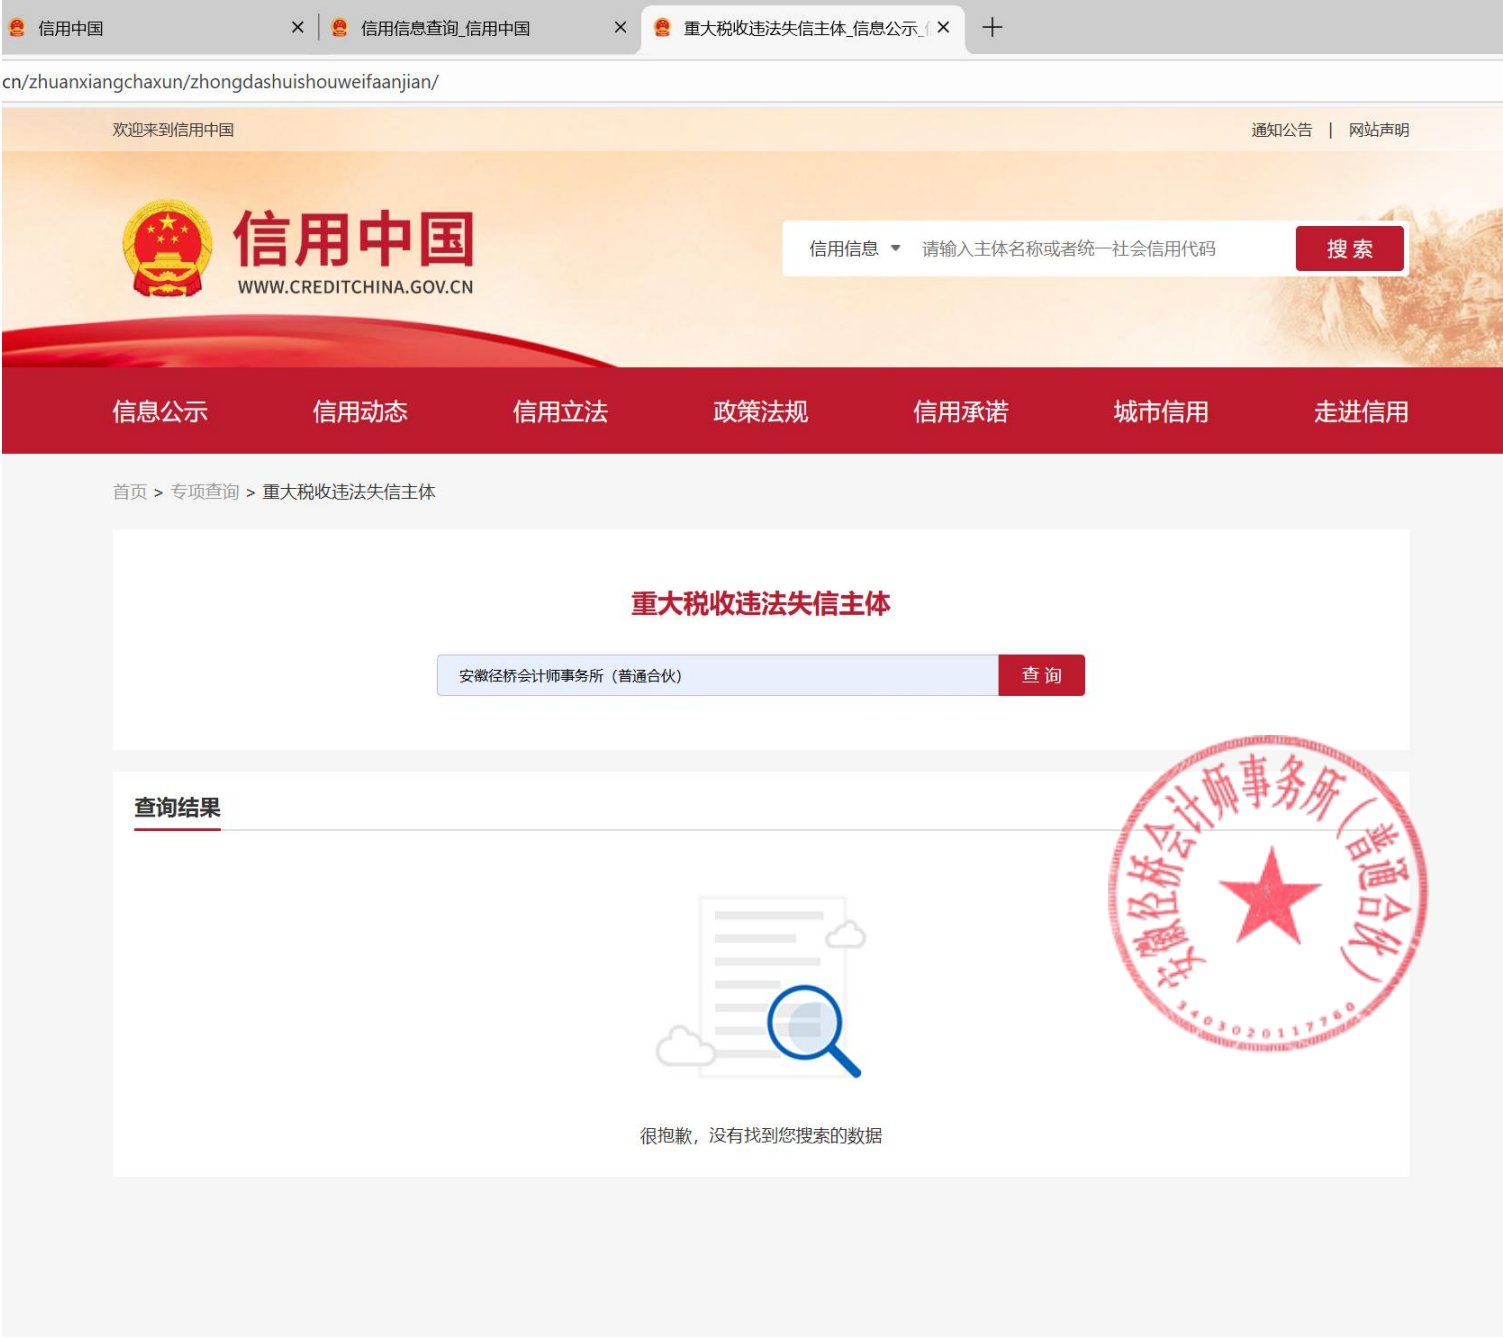 信用中国
信用信息查询_信用中国
重大税收违法失信主体_信息公示_
cn/zhuanxiangchaxun/zhongdashuishouweifaanjian/
欢迎来到信用中国
通知公告 | 网站声明
信用中国
WWW.CREDITCHINA.GOV.CN
信用信息 请输入主体名称或者统一社会信用代码 搜索
信息公示 信用动态 信用立法 政策法规 信用承诺 城市信用 走进信用
首页 > 专项查询 > 重大税收违法失信主体
重大税收违法失信主体
安徽径桥会计师事务所（普通合伙） 查询
查询结果
安徽径桥会计师事务所（普通合伙）
3403020117760
很抱歉，没有找到您搜索的数据